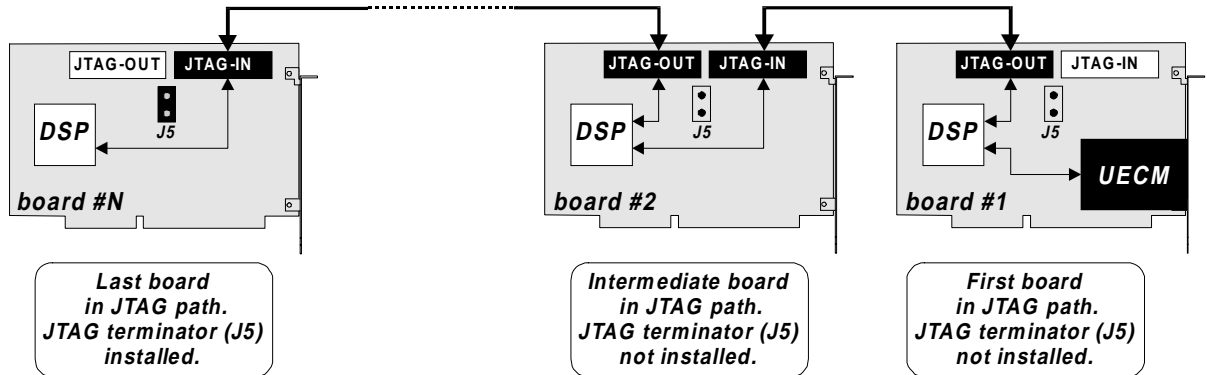 JTAG-OUT JTAG-IN
J5
DSP
board #N
JTAG-OUT JTAG-IN
J5
DSP
board #2
JTAG-OUT JTAG-IN
J5
DSP
UECM
board #1
Last board
in JTAG path.
JTAG terminator (J5)
installed.
Intermediate board
in JTAG path.
JTAG terminator (J5)
not installed.
First board
in JTAG path.
JTAG terminator (J5)
not installed.